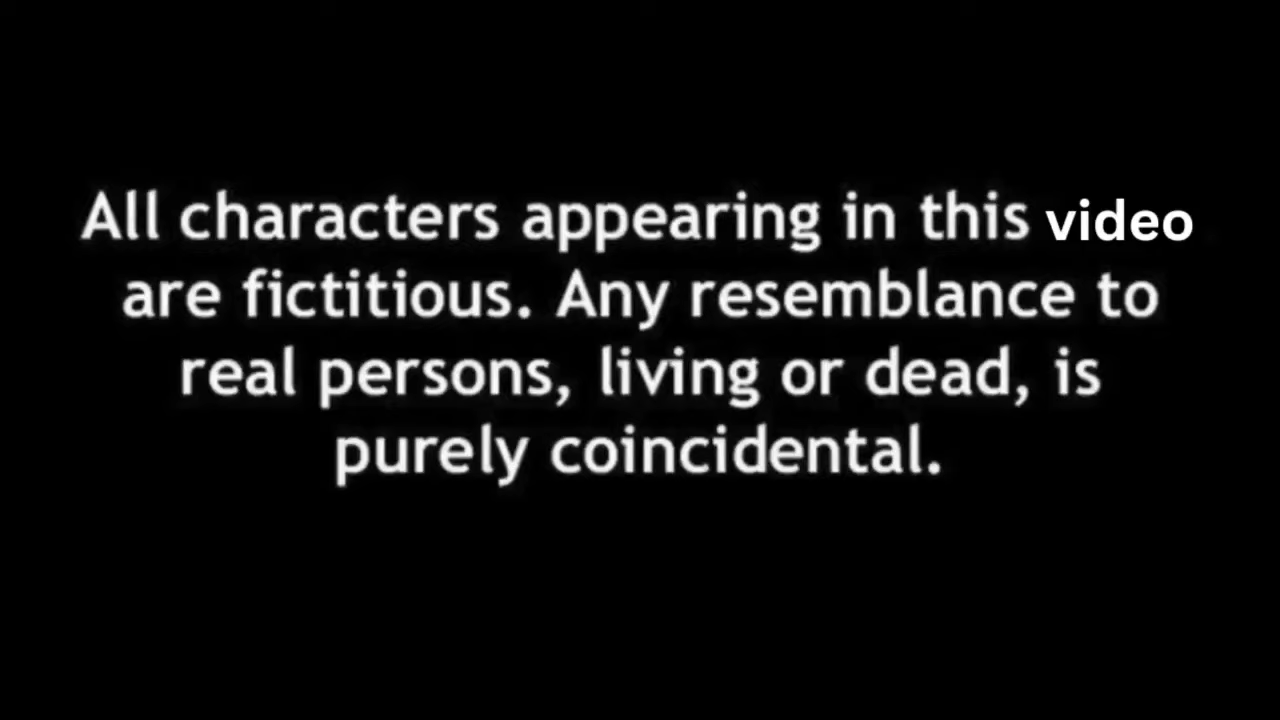 All characters appearing in this video
are fictitious. Any resemblance to
real persons, living or dead, is
purely coincidental.